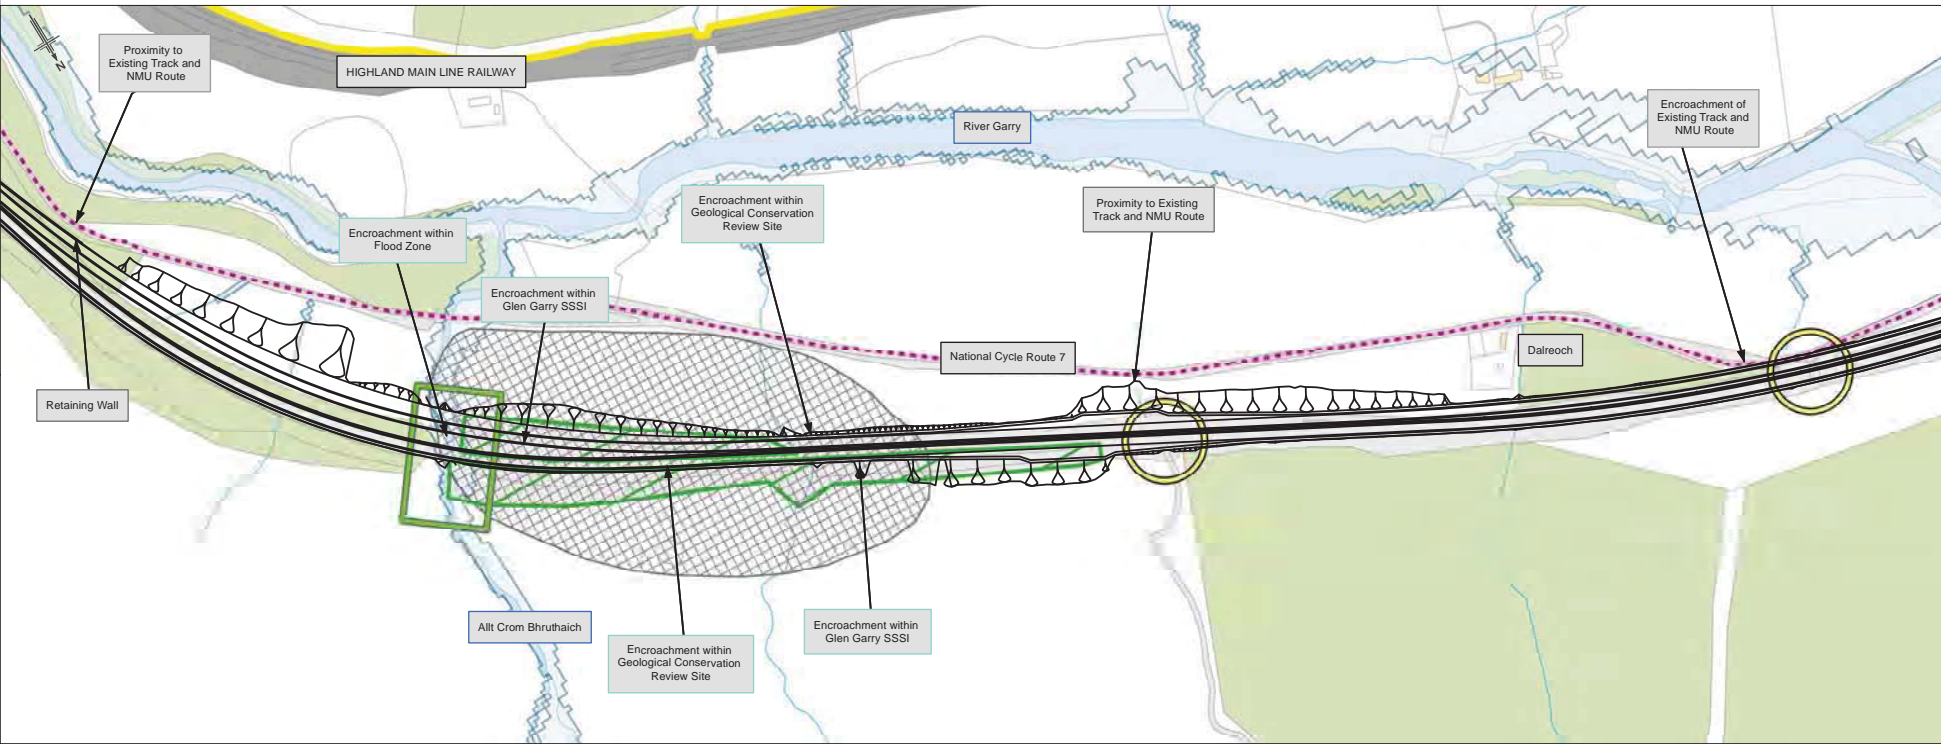 Proximity to
Existing Track and
NMU Route
N
HIGHLAND MAIN LINE RAILWAY
River Garry
Encroachment of
Existing Track and
NMU Route
Encroachment within
Flood Zone
Encroachment within
Geological Conservation
Review Site
Proximity to Existing
Track and NMU Route
Encroachment within
Glen Garry SSSI
National Cycle Route 7
Dalreoch
Retaining Wall
Allt Crom Bhruthaich
Encroachment within
Geological Conservation
Review Site
Encroachment within
Glen Garry SSSI